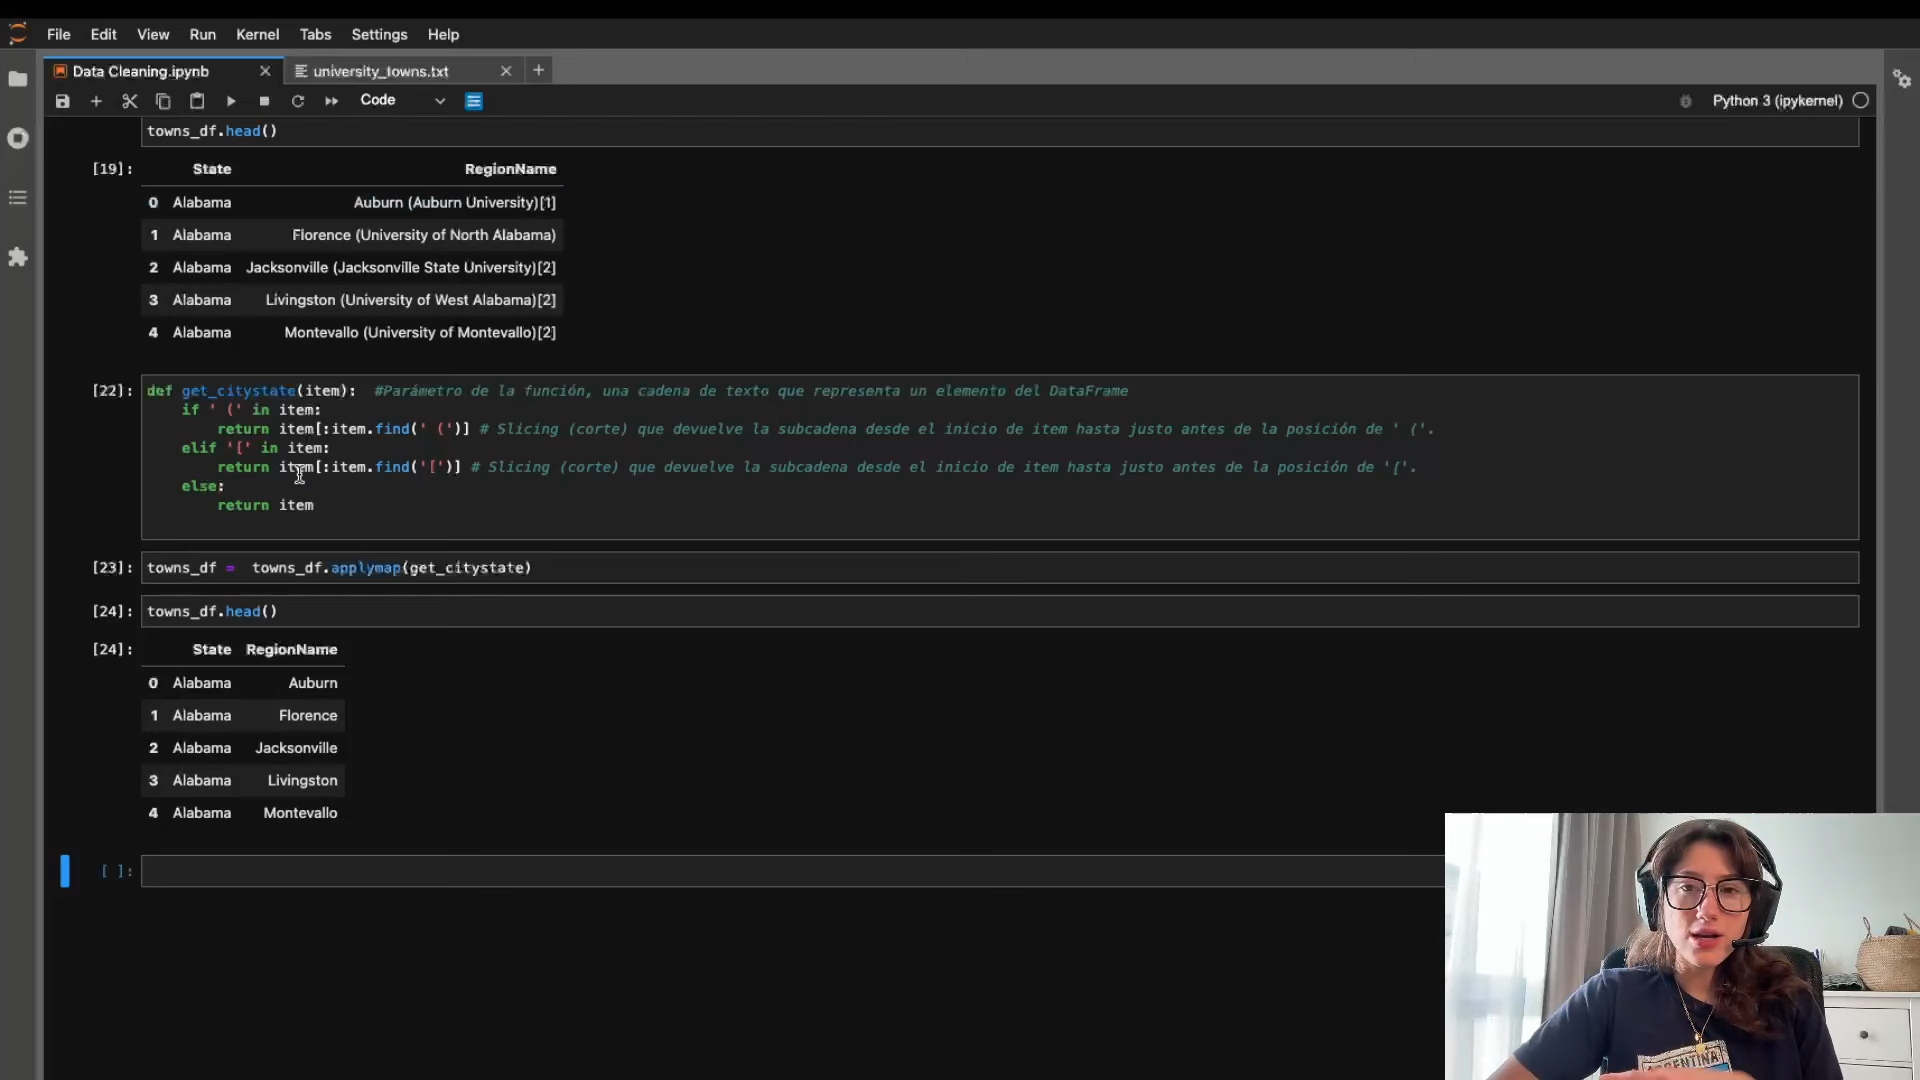 File Edit View Run Kernel Tabs Settings Help
Data Cleaning.ipynb university_towns.txt
Code Python 3 (ipykernel)
towns_df.head()
[19]: State RegionName
0 Alabama Auburn (Auburn University)[1]
1 Alabama Florence (University of North Alabama)
2 Alabama Jacksonville (Jacksonville State University)[2]
3 Alabama Livingston (University of West Alabama)[2]
4 Alabama Montevallo (University of Montevallo)[2]
[22]: def get_citystate(item): #Parámetro de la función, una cadena de texto que representa un elemento del DataFrame
if ' (' in item:
return item[:item.find(' (')] # Slicing (corte) que devuelve la subcadena desde el inicio de item hasta justo antes de la posición de ' ('.
elif '[' in item:
return item[:item.find('[')] # Slicing (corte) que devuelve la subcadena desde el inicio de item hasta justo antes de la posición de '['.
else:
return item
[23]: towns_df = towns_df.applymap(get_citystate)
[24]: towns_df.head()
[24]: State RegionName
0 Alabama Auburn
1 Alabama Florence
2 Alabama Jacksonville
3 Alabama Livingston
4 Alabama Montevallo
[ ]: